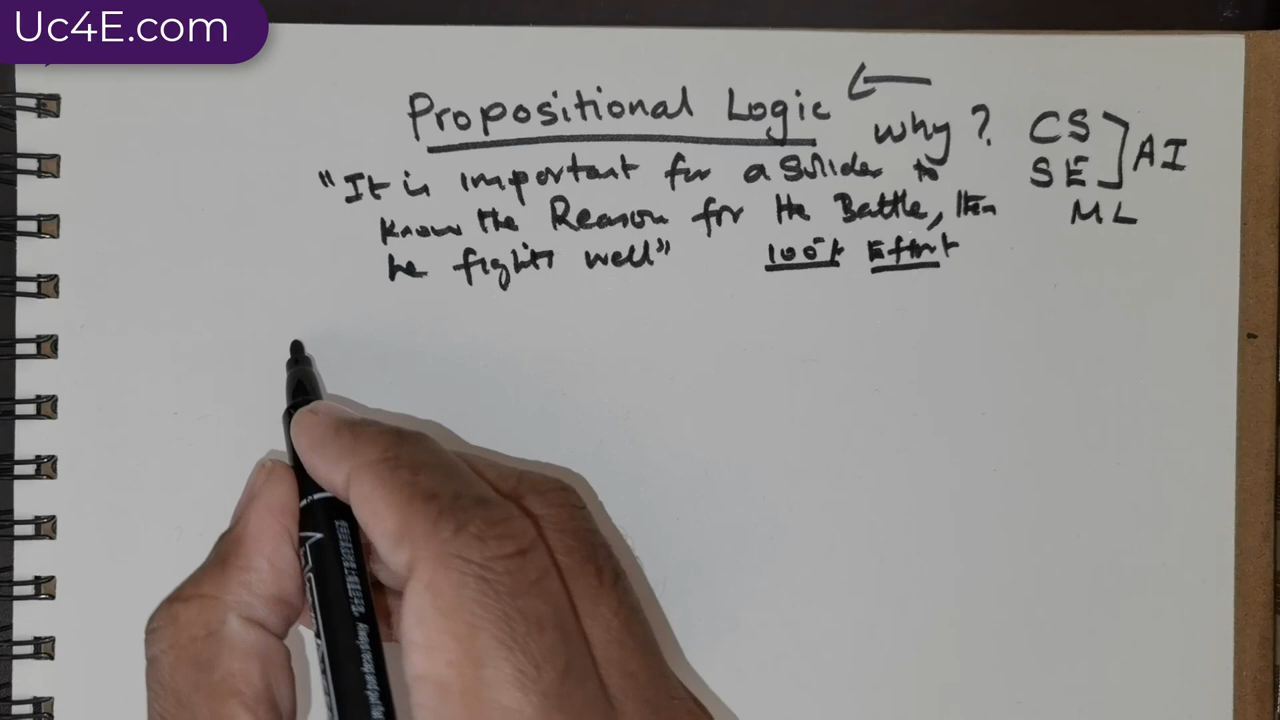 Uc4E.com
Propositional Logic ←
why? CS
SE ] AI
ML
"It is important for a Solider to
know the Reason for the Battle, then
he fights well" 100% Effort